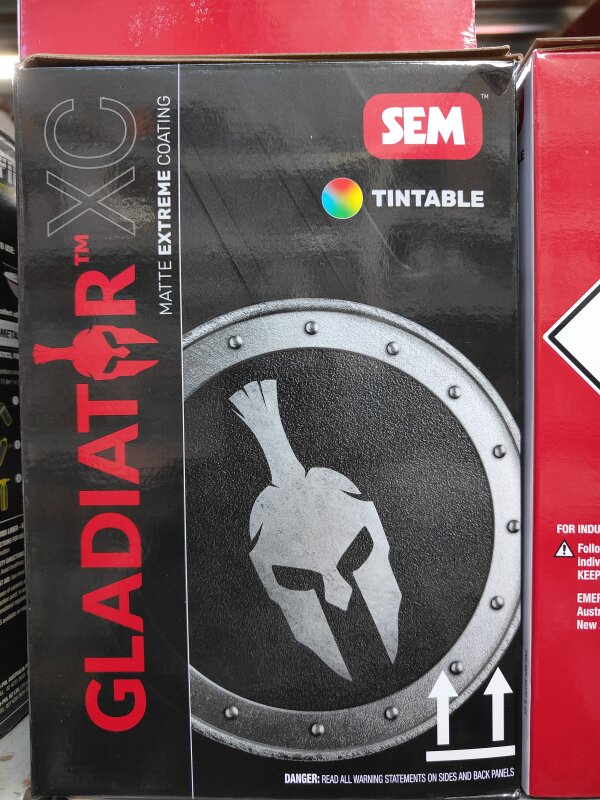 SEM™
TINTABLE
GLADIATOR™ XC
MATTE EXTREME COATING
DANGER: READ ALL WARNING STATEMENTS ON SIDES AND BACK PANELS
FOR INDU
Follo
indiv
KEEP
EMER
Austr
New